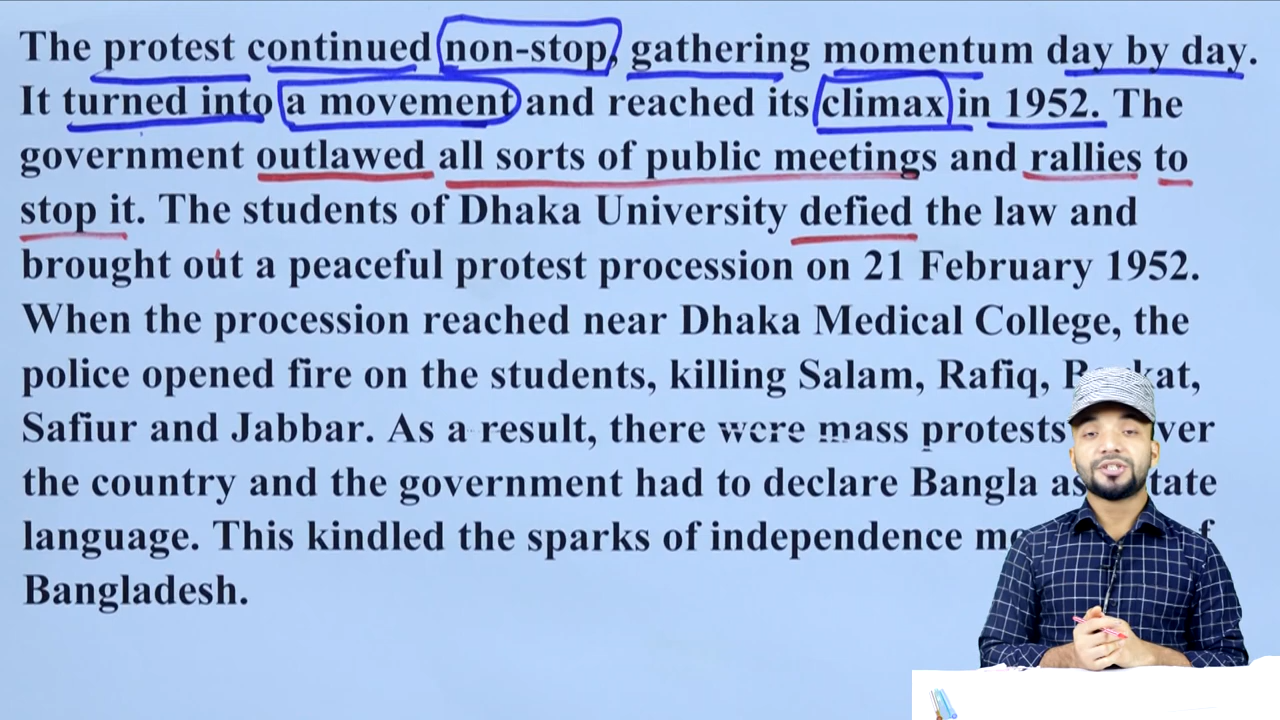 The protest continued non-stop, gathering momentum day by day.
It turned into a movement and reached its climax in 1952. The
government outlawed all sorts of public meetings and rallies to
stop it. The students of Dhaka University defied the law and
brought out a peaceful protest procession on 21 February 1952.
When the procession reached near Dhaka Medical College, the
police opened fire on the students, killing Salam, Rafiq,
Safiur and Jabbar. As a result, there were mass protests
the country and the government had to declare Bangla as
language. This kindled the sparks of independence
Bangladesh.